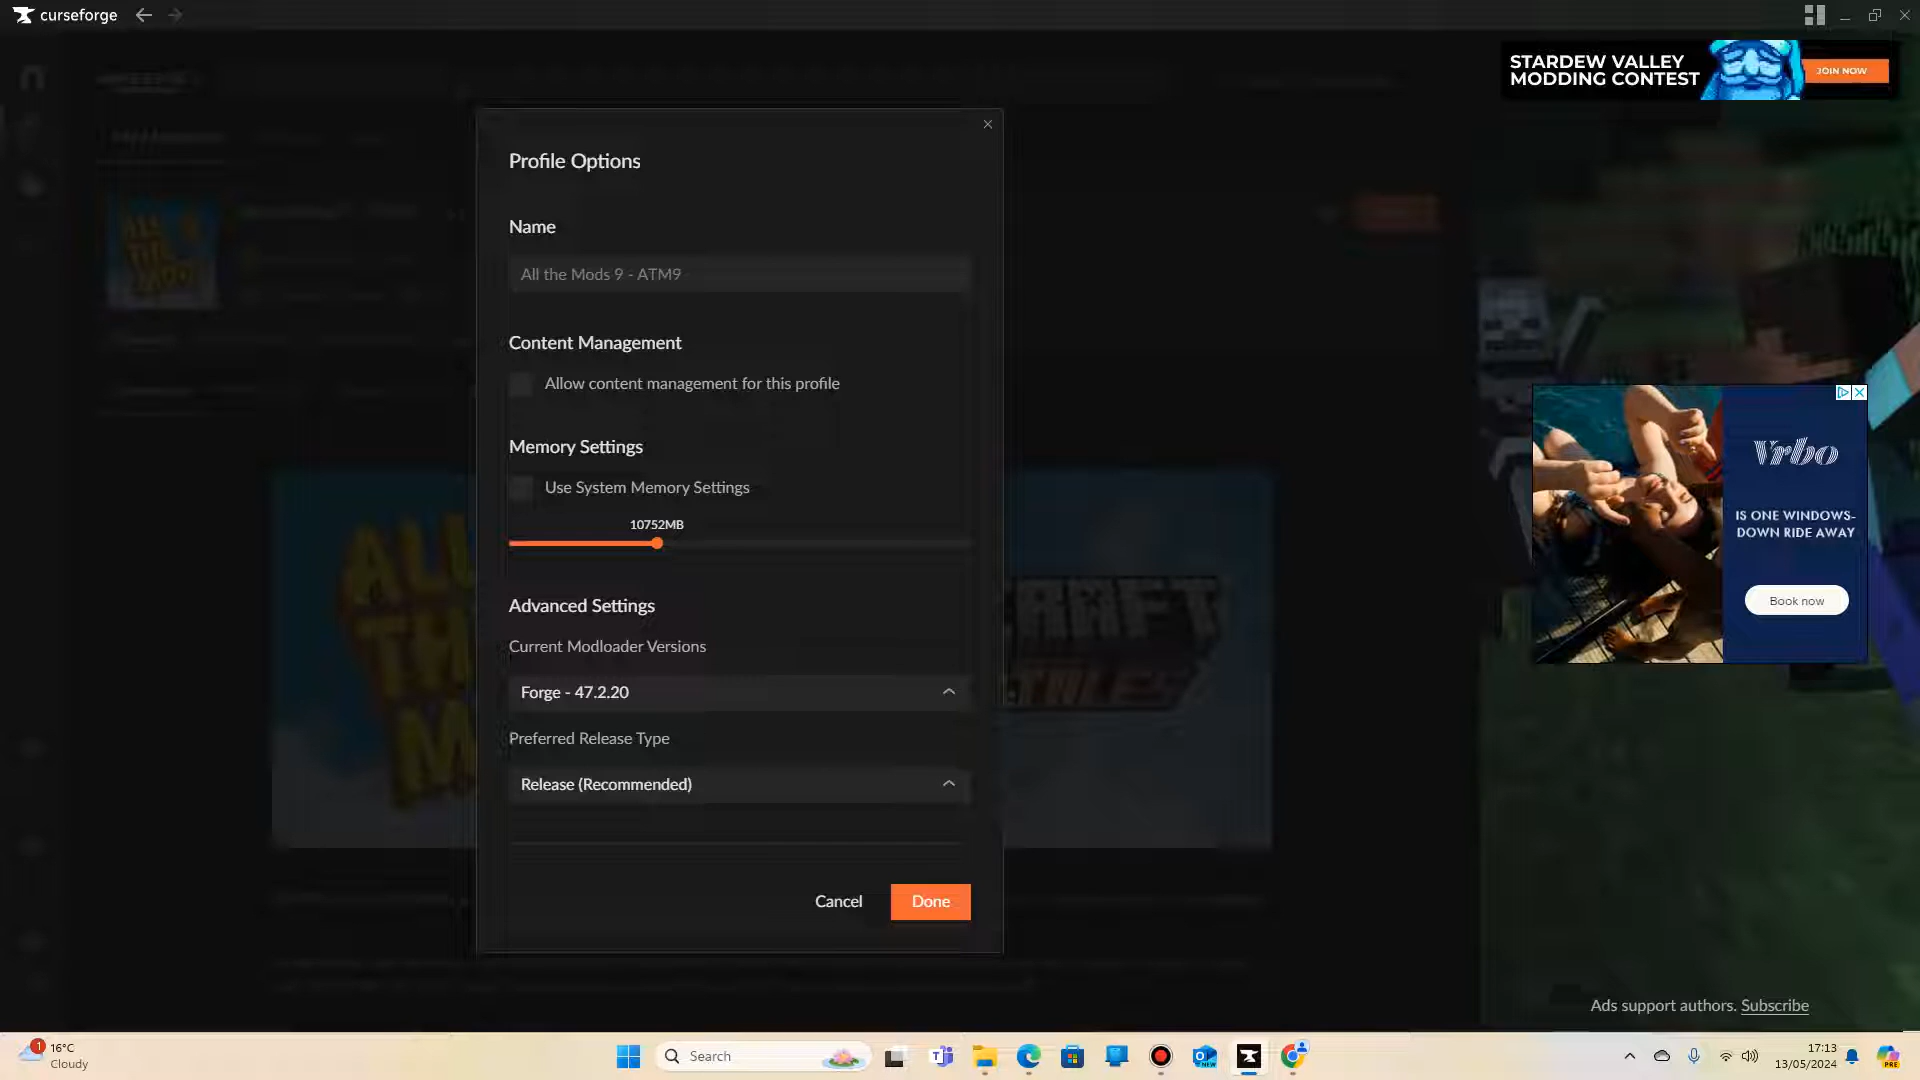 curseforge
STARDEW VALLEY
MODDING CONTEST
JOIN NOW
Profile Options
Name
All the Mods 9 - ATM9
Content Management
Allow content management for this profile
Memory Settings
Use System Memory Settings
10752MB
Advanced Settings
Current Modloader Versions
Forge - 47.2.20
Preferred Release Type
Release (Recommended)
Cancel
Done
Vrbo
IS ONE WINDOWS-
DOWN RIDE AWAY
Book now
Ads support authors. Subscribe
1
16°C
Cloudy
Search
17:13
13/05/2024